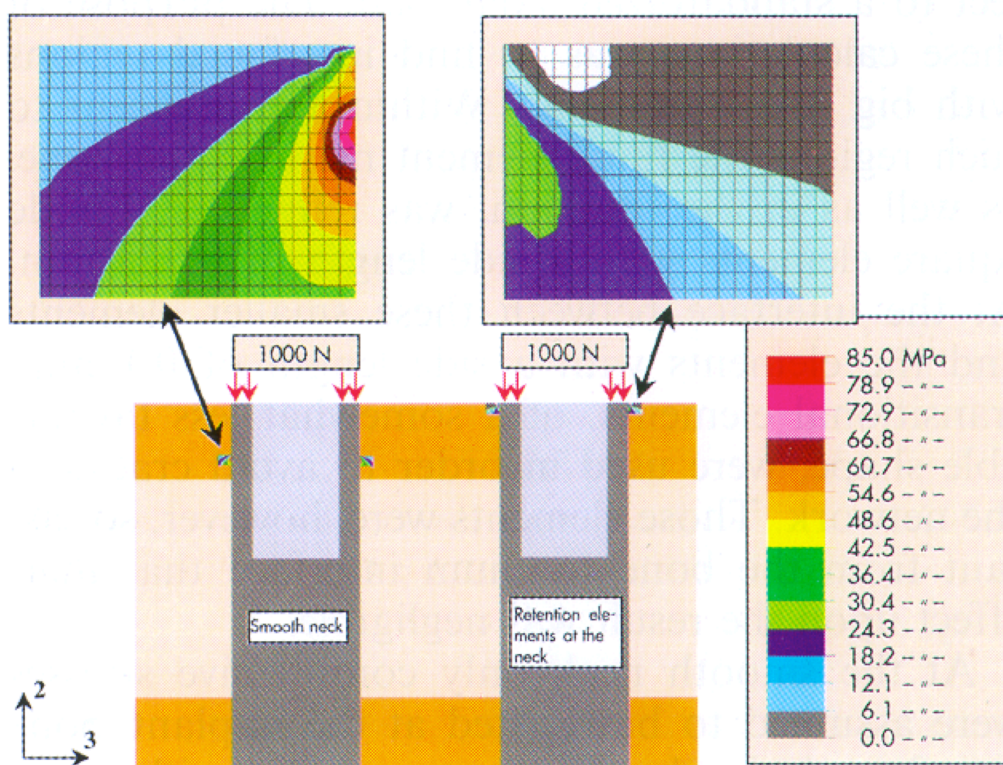 1000 N
1000 N
Smooth neck
Retention ele-
ments at the
neck
85.0 MPa
78.9 – " –
72.9 – " –
66.8 – " –
60.7 – " –
54.6 – " –
48.6 – " –
42.5 – " –
36.4 – " –
30.4 – " –
24.3 – " –
18.2 – " –
12.1 – " –
6.1 – " –
0.0 – " –
2
3